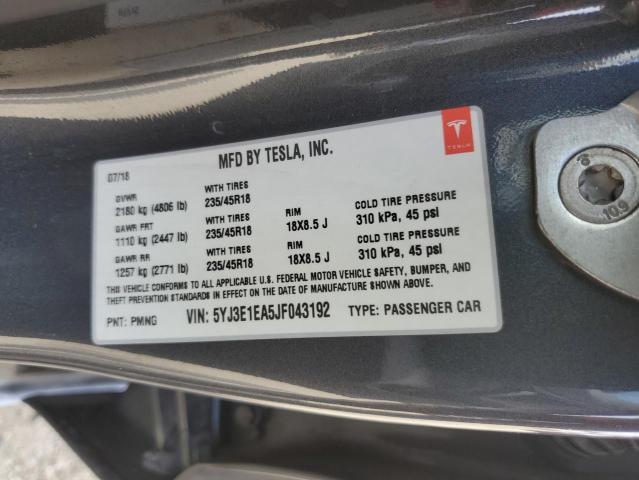 MFD BY TESLA, INC.
TESLA
07/18
GVWR
2180 kg (4806 lb)
WITH TIRES
235/45R18
GAWR FRT
1110 kg (2447 lb)
WITH TIRES
235/45R18
RIM
18X8.5 J
COLD TIRE PRESSURE
310 kPa, 45 psi
GAWR RR
1257 kg (2771 lb)
WITH TIRES
235/45R18
RIM
18X8.5 J
COLD TIRE PRESSURE
310 kPa, 45 psi
THIS VEHICLE CONFORMS TO ALL APPLICABLE U.S. FEDERAL MOTOR VEHICLE SAFETY, BUMPER, AND
THEFT PREVENTION STANDARDS IN EFFECT ON THE DATE OF MANUFACTURE SHOWN ABOVE.
PNT: PMNG
VIN: 5YJ3E1EA5JF043192
TYPE: PASSENGER CAR
10.9